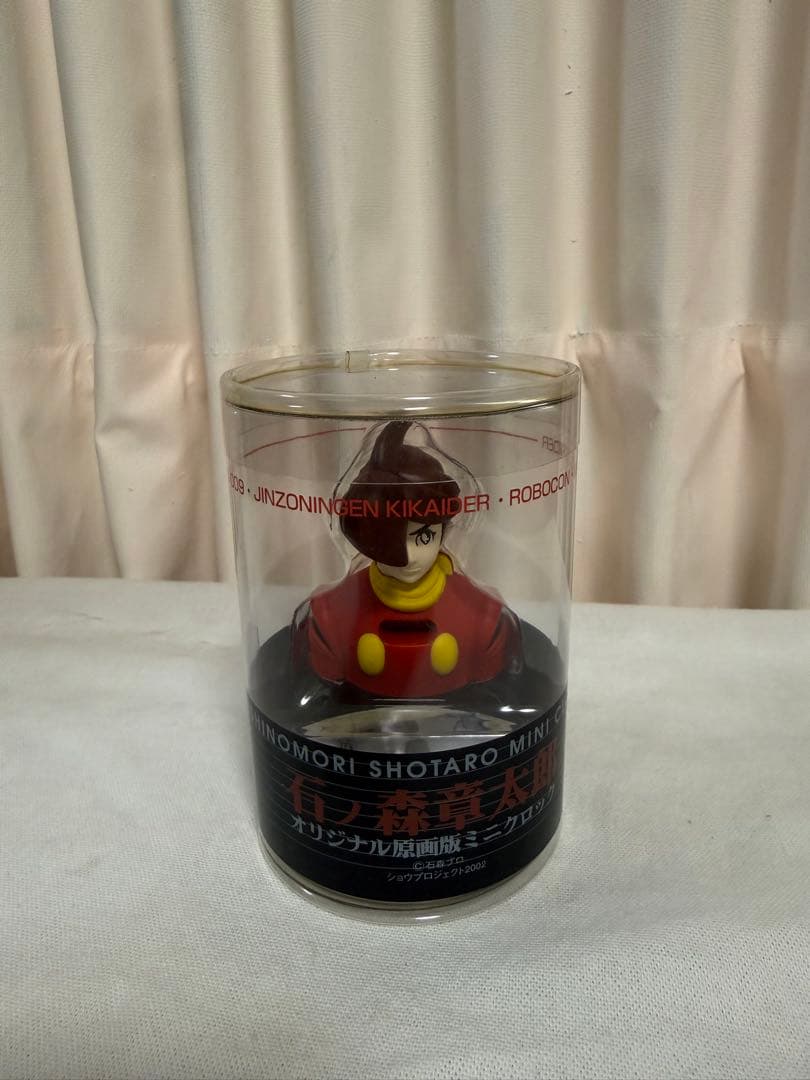 009・JINZONINGEN KIKAIDER・ROBOCON・
HINOMORI SHOTARO MINI C
石ノ森章太郎
オリジナル原画版ミニクロック
©石森プロ
ショウプロジェクト2002